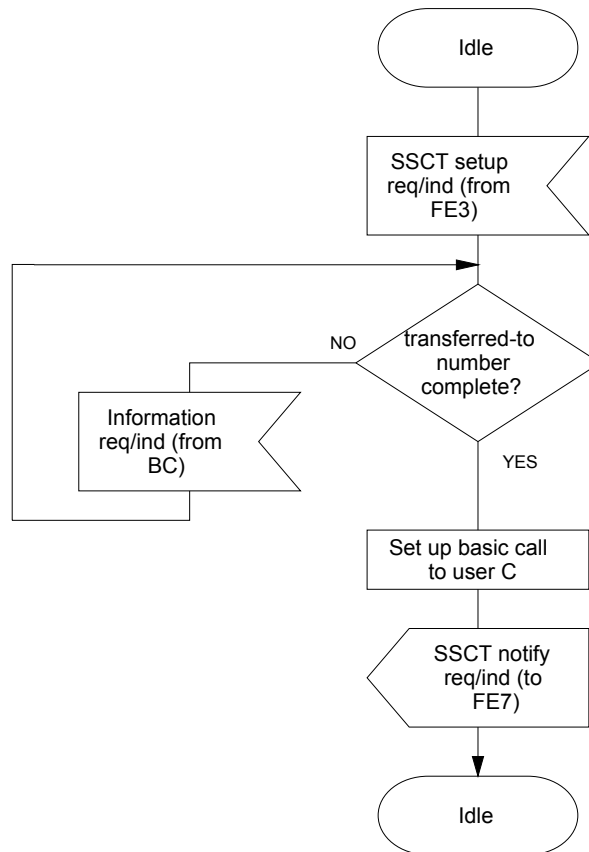 Idle
SSCT setup
req/ind (from
FE3)
transferred-to
number
complete?
NO
Information
req/ind (from
BC)
YES
Set up basic call
to user C
SSCT notify
req/ind (to
FE7)
Idle